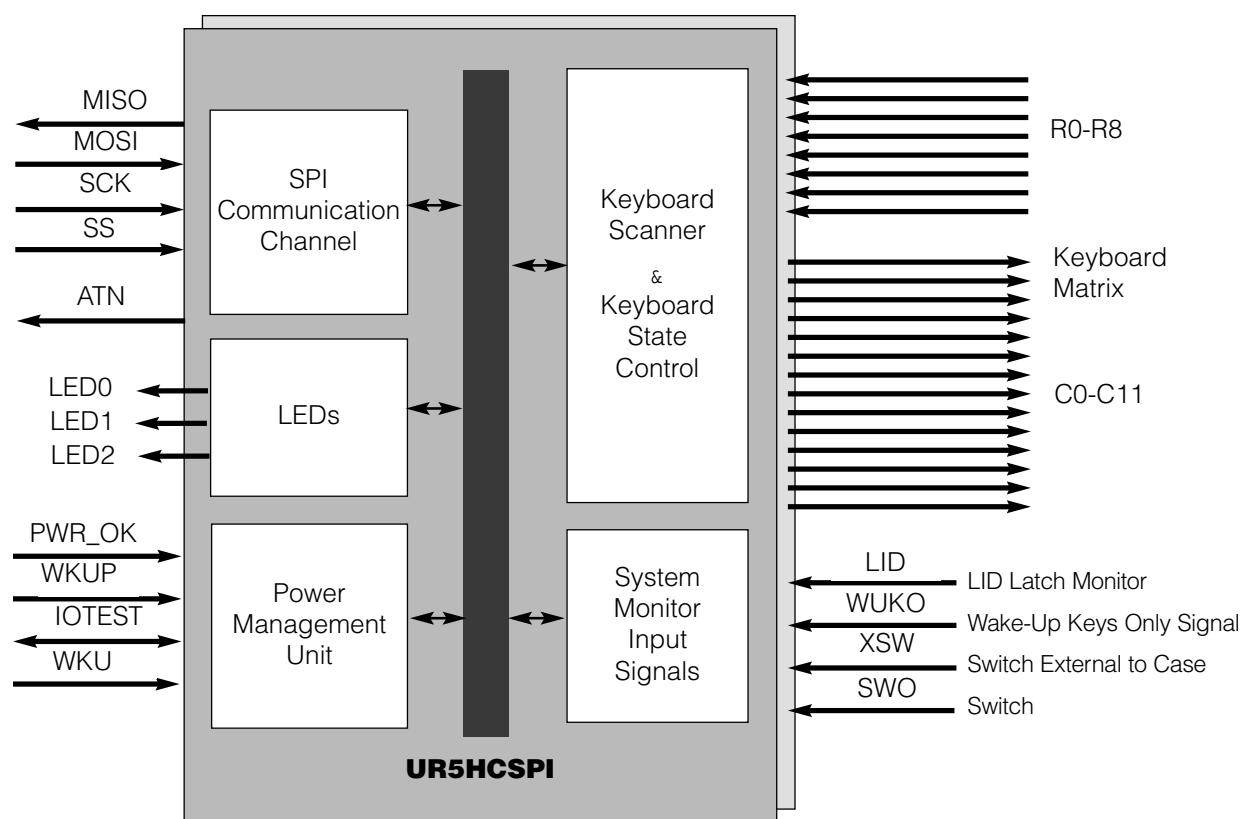 MISO
MOSI
SCK
SS
ATN
LED0
LED1
LED2
PWR_OK
WKUP
IOTEST
WKU
SPI
Communication
Channel
LEDs
Power
Management
Unit
Keyboard
Scanner
&
Keyboard
State
Control
System
Monitor
Input
Signals
UR5HCSPI
R0-R8
Keyboard
Matrix
C0-C11
LID
LID Latch Monitor
WUKO
Wake-Up Keys Only Signal
XSW
Switch External to Case
SWO
Switch